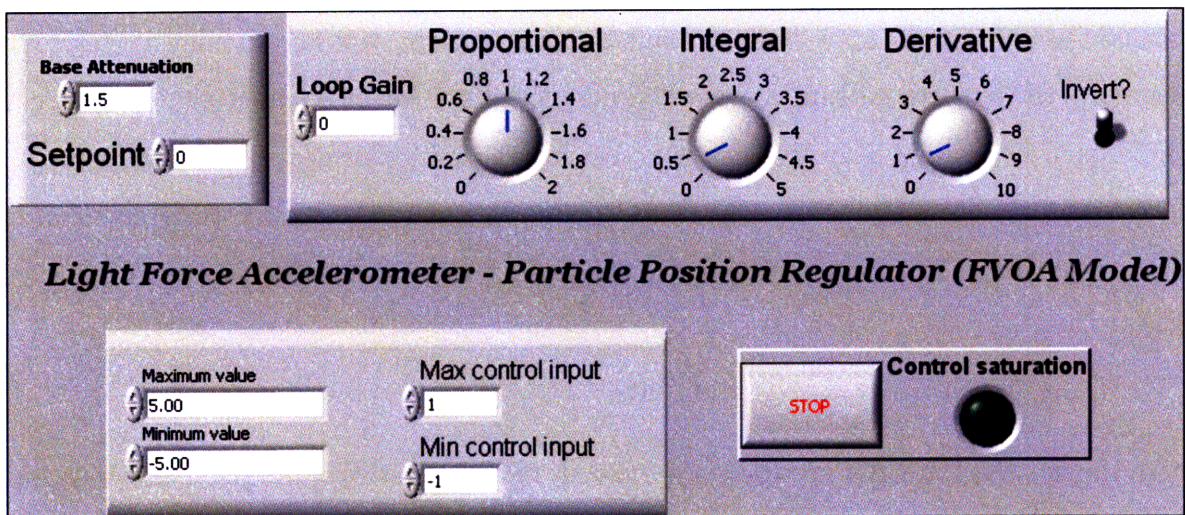 Base Attenuation
1.5
Setpoint 0
Loop Gain
0
Proportional
0 0.2 0.4 0.6 0.8 1 1.2 1.4 1.6 1.8 2
Integral
0 0.5 1 1.5 2 2.5 3 3.5 4 4.5 5
Derivative
0 1 2 3 4 5 6 7 8 9 10
Invert?
Light Force Accelerometer - Particle Position Regulator (FVOA Model)
Maximum value
5.00
Minimum value
-5.00
Max control input
1
Min control input
-1
STOP
Control saturation